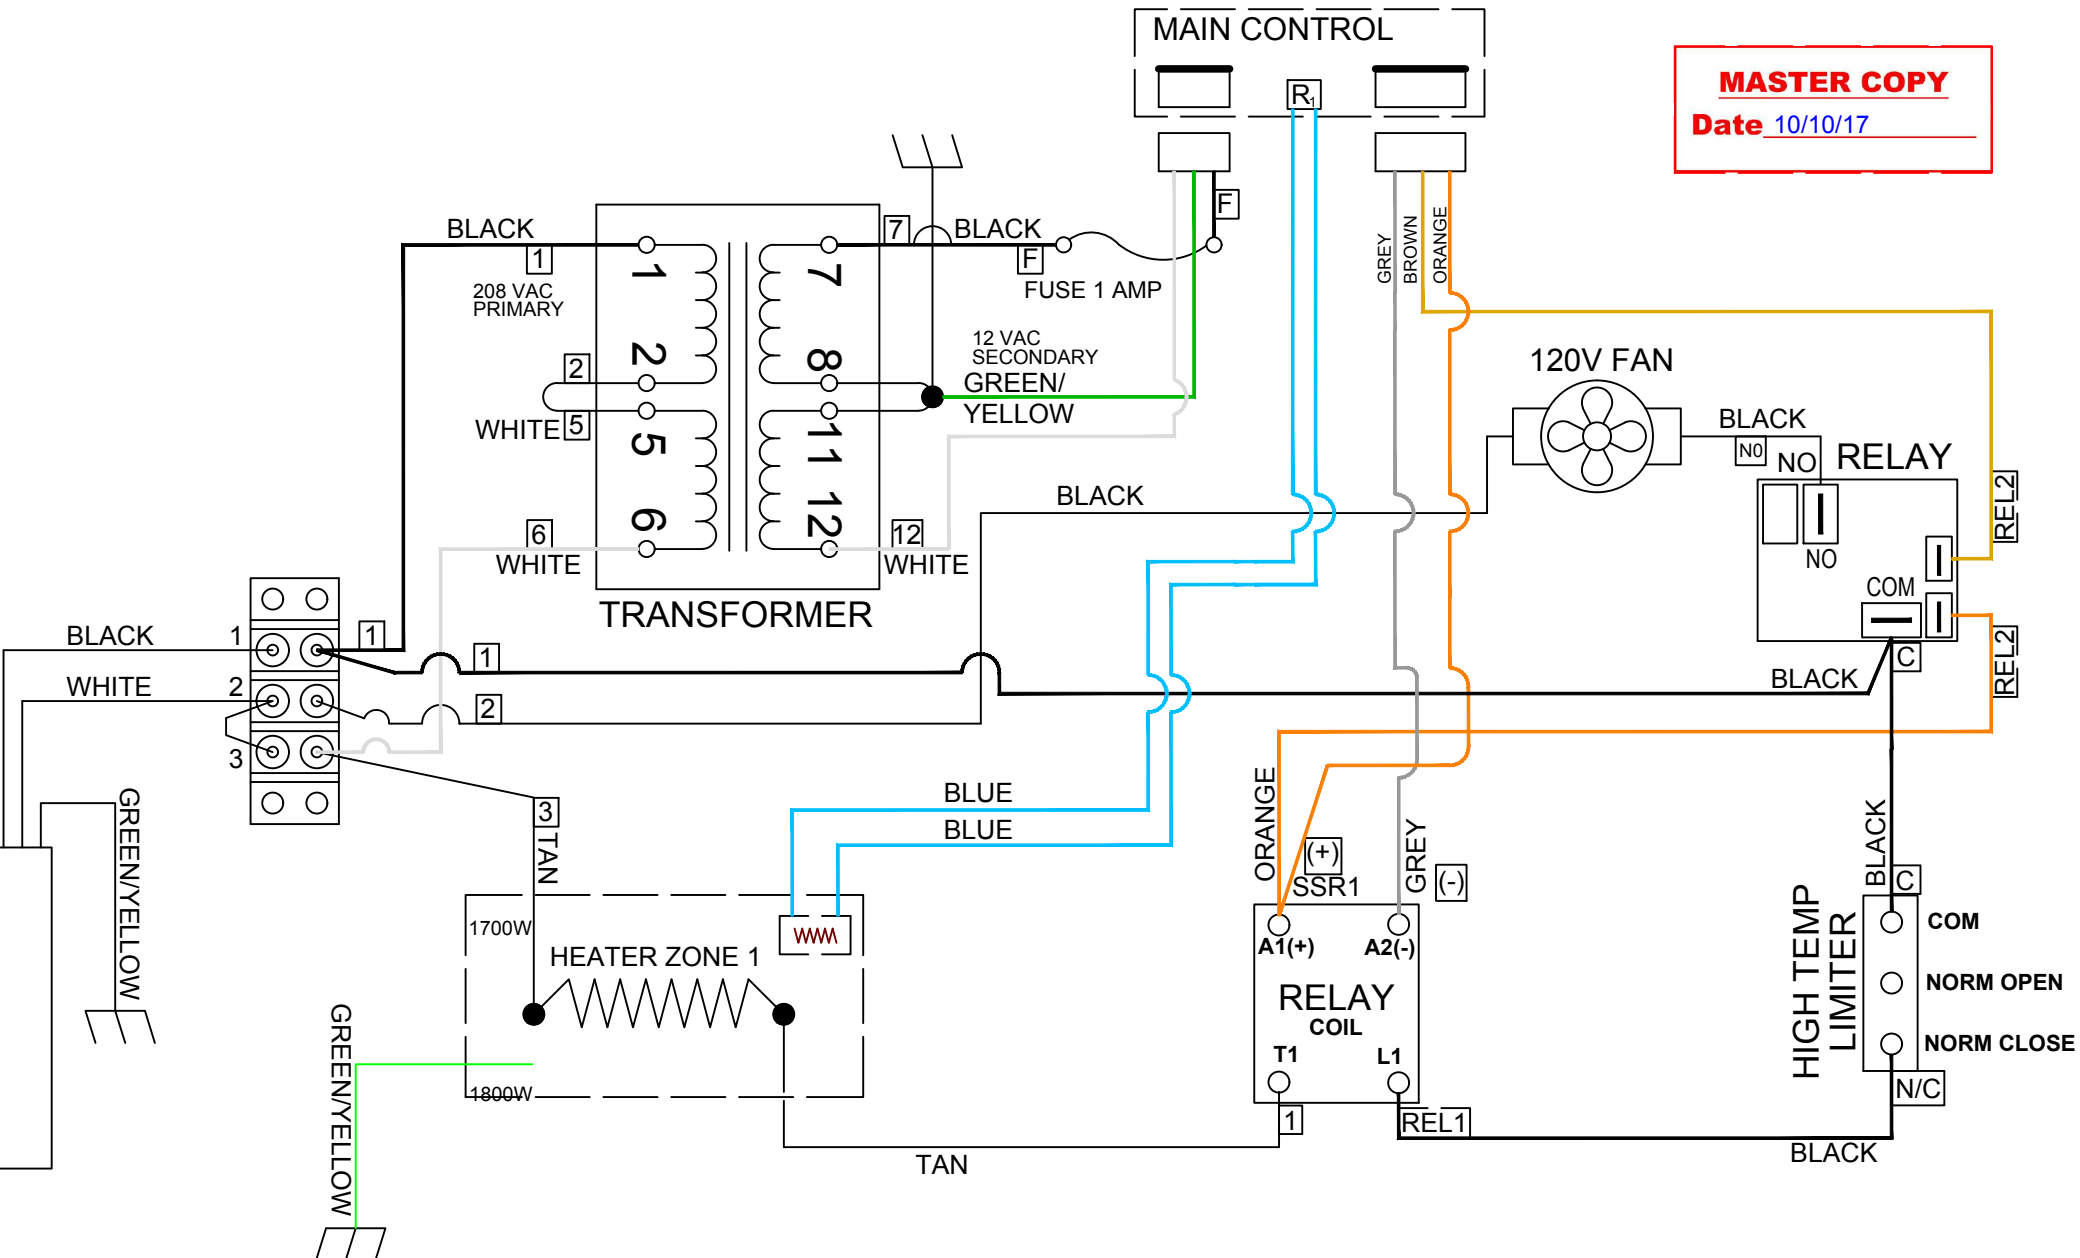 MAIN CONTROL
R1
MASTER COPY
Date 10/10/17
F
BLACK
7
BLACK
1
F
208 VAC
PRIMARY
FUSE 1 AMP
GREY
BROWN
ORANGE
1
7
2
8
2
5
WHITE
5
11
6
12
12 VAC
SECONDARY
GREEN/
YELLOW
120V FAN
BLACK
N0
NO
RELAY
NO
COM
REL2
REL2
C
BLACK
6
WHITE
12
WHITE
BLACK
TRANSFORMER
BLACK
1
1
1
WHITE
2
2
3
3
TAN
GREEN/YELLOW
BLUE
BLUE
ORANGE
(+)
SSR1
GREY
(-)
BLACK
C
1700W
HEATER ZONE 1
1800W
GREEN/YELLOW
A1(+)
A2(-)
RELAY
COIL
T1
L1
1
REL1
TAN
HIGH TEMP
LIMITER
COM
NORM OPEN
NORM CLOSE
N/C
BLACK